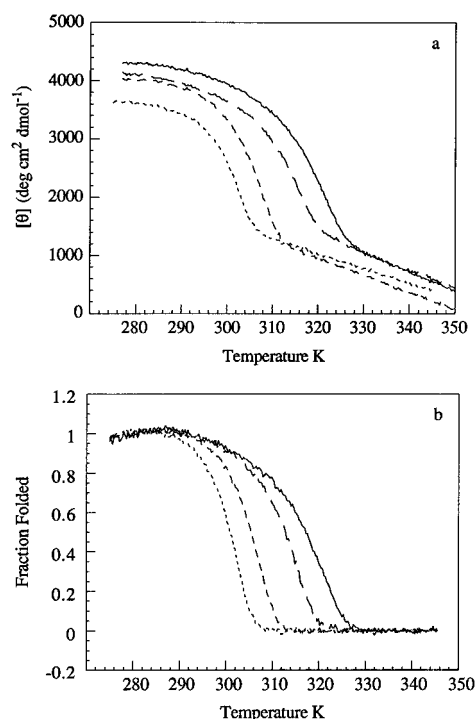 5000
a
4000
3000
2000
1000
0
[θ] (deg cm² dmol⁻¹)
280 290 300 310 320 330 340 350
Temperature K
1.2
b
1
0.8
0.6
0.4
0.2
0
-0.2
Fraction Folded
280 290 300 310 320 330 340 350
Temperature K